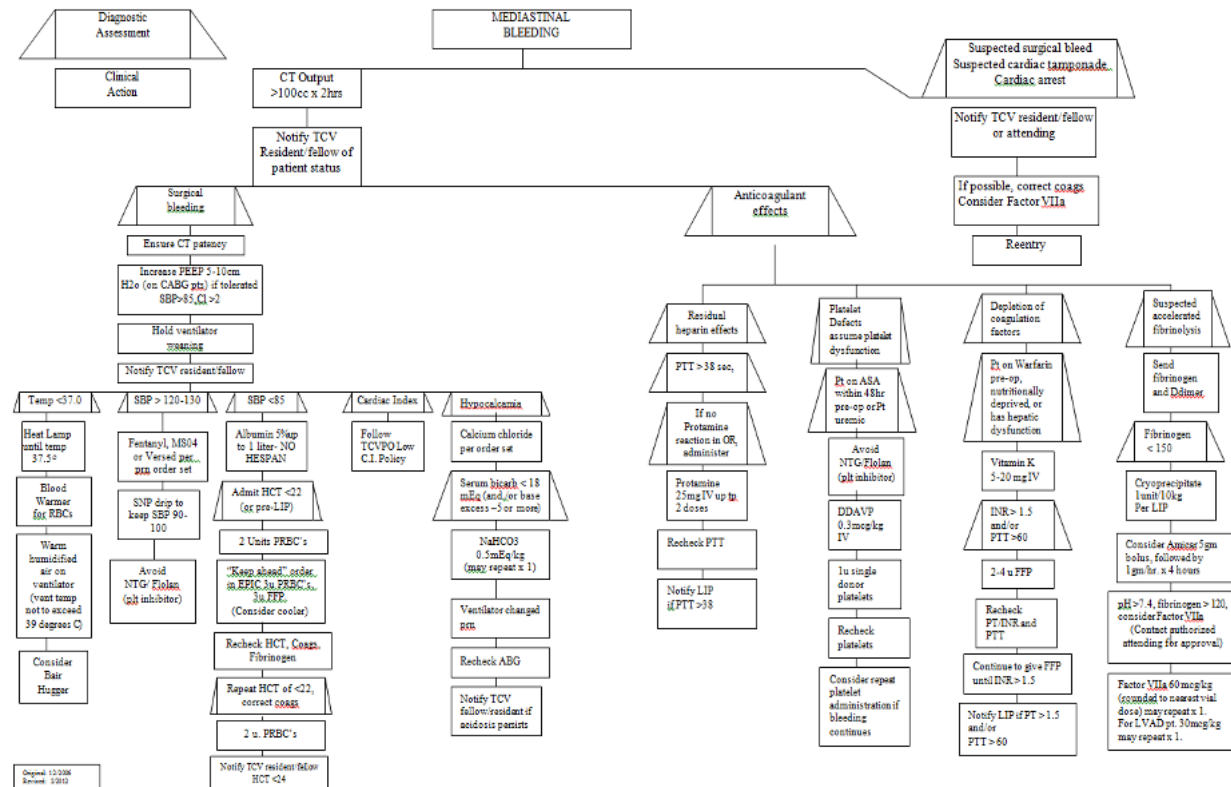 Diagnostic
Assessment
Clinical
Action
MEDIASTINAL
BLEEDING
CT Output
>100cc x 2hrs
Notify TCV
Resident/fellow of
patient status
Suspected surgical bleed
Suspected cardiac tamponade
Cardiac arrest
Notify TCV resident/fellow
or attending
If possible, correct coags
Consider Factor VIIa
Reentry
Surgical
bleeding
Ensure CT patency
Increase PEEP 5-10cm
H2o (on CABG pts) if tolerated
SBP>85,CI >2
Hold ventilator
weaning
Notify TCV resident/fellow
Temp <37.0
Heat Lamp
until temp
37.5°
Blood
Warmer
for RBCs
Warm
humidified
air on
ventilator
(vent temp
not to exceed
39 degrees C)
Consider
Bair
Huggar
SBP > 120-130
Fentanyl, MS04
or Versed per
prn order set
SNP drip to
keep SBP 90-
100
Avoid
NTG/ Flolan
(plt inhibitor)
SBP <85
Albumin 5%up
to 1 liter- NO
HESPAN
Admit HCT <22
(or pre-LIP)
2 Units PRBC's
"Keep ahead" order
in EPIC 3u PRBC's,
3u FFP
(Consider cooler)
Recheck HCT, Coags,
Fibrinogen
Repeat HCT of <22,
correct coags
2 u. PRBC's
Notify TCV resident/fellow
HCT <24
Cardiac Index
Follow
TCVPO Low
C.I. Policy
Hypocalcamia
Calcium chloride
per order set
Serum bicarb < 18
mEq (and,/or base
excess –5 or more)
NaHCO3
0.5mEq/kg
(may repeat x 1)
Ventilator changed
prn
Recheck ABG
Notify TCV
fellow/resident if
acidosis persists
Anticoagulant
effects
Residual
heparin effects
PTT > 38 sec,
If no
Protamine
reaction in OR,
administer
Protamine
25mg IV up tp
2 doses
Recheck PTT
Notify LIP
if PTT >38
Platelet
Defects
assume platelet
dysfunction
Pt on ASA
within 48hr
pre-op or Pt
uremic
Avoid
NTG/Flolan
(plt inhibitor)
DDAVP
0.3mcg/kg
IV
1u single
donor
platelets
Recheck
platelets
Consider repeat
platelet
administration if
bleeding
continues
Depletion of
coagulation
factors
Pt on Warfarin
pre-op,
nutritionally
deprived, or has
hepatic
dysfunction
Vitamin K
5-20 mg IV
INR > 1.5
and/or
PTT >60
2-4 u FFP
Recheck
PT/INR and
PTT
Continue to give FFP
until INR > 1.5
Notify LIP if PT > 1.5
and/or
PTT > 60
Suspected
accelerated
fibrinolysis
Send
fibrinogen
and Ddimer
Fibrinogen
< 150
Cryoprecipitate
1unit/10kg
Per LIP
Consider Amicar 5gm
bolus, followed by
1gm/hr. x 4 hours
pH >7.4, fibrinogen > 120,
consider Factor VIIa
(Contact authorized
attending for approval)
Factor VIIa 60mcg/kg
(rounded to nearest vial
dose) may repeat x 1.
For LVAD pt. 30mcg/kg
may repeat x 1.
Original: 12/2006
Revised: 2/2012